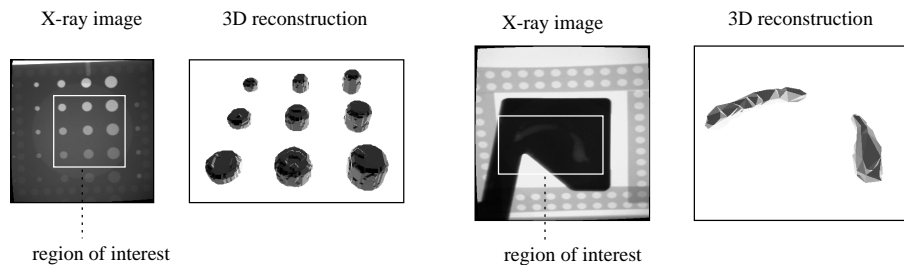 X-ray image
3D reconstruction
X-ray image
3D reconstruction
region of interest
region of interest